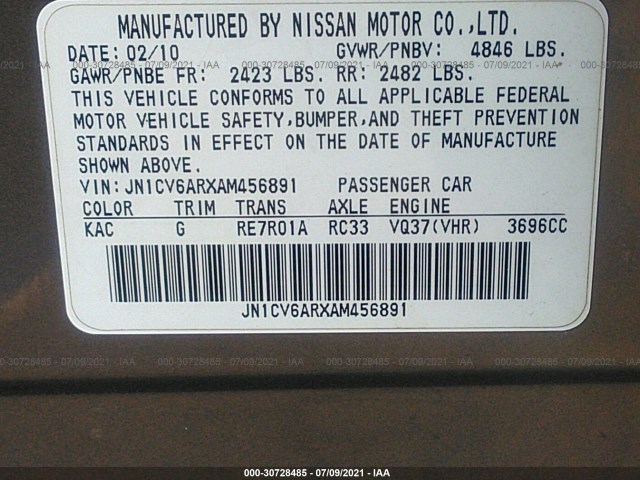 MANUFACTURED BY NISSAN MOTOR CO.,LTD.
DATE: 02/10 GVWR/PNBV: 4846 LBS.
GAWR/PNBE FR: 2423 LBS. RR: 2482 LBS.
THIS VEHICLE CONFORMS TO ALL APPLICABLE FEDERAL
MOTOR VEHICLE SAFETY,BUMPER,AND THEFT PREVENTION
STANDARDS IN EFFECT ON THE DATE OF MANUFACTURE
SHOWN ABOVE.
VIN:JN1CV6ARXAM456891 PASSENGER CAR
COLOR TRIM TRANS AXLE ENGINE
KAC G RE7R01A RC33 VQ37(VHR) 3696CC
JN1CV6ARXAM456891
000-30728485 - 07/09/2021 - IAA